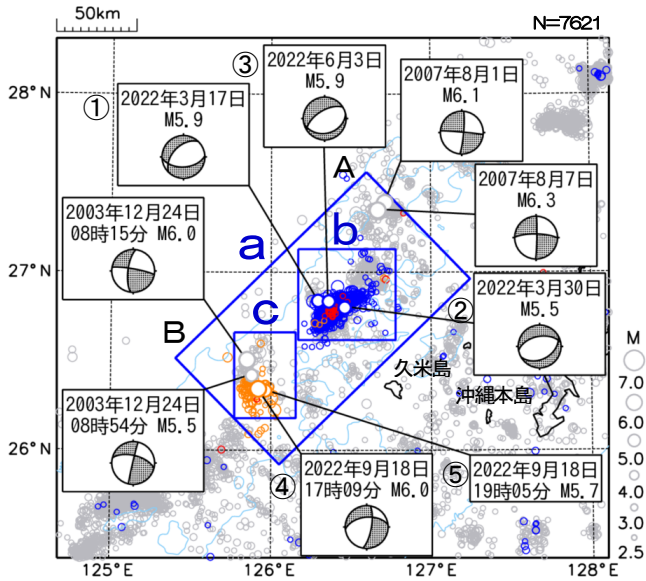 50km
N=7621
28°N
27°N
26°N
125°E
126°E
127°E
128°E
①
2022年3月17日
M5.9
③
2022年6月3日
M5.9
2007年8月1日
M6.1
2007年8月7日
M6.3
2003年12月24日
08時15分 M6.0
②
2022年3月30日
M5.5
2003年12月24日
08時54分 M5.5
④
2022年9月18日
17時09分 M6.0
⑤
2022年9月18日
19時05分 M5.7
A
B
a
b
c
久米島
沖縄本島
M
7.0
6.0
5.0
4.0
3.0
2.5